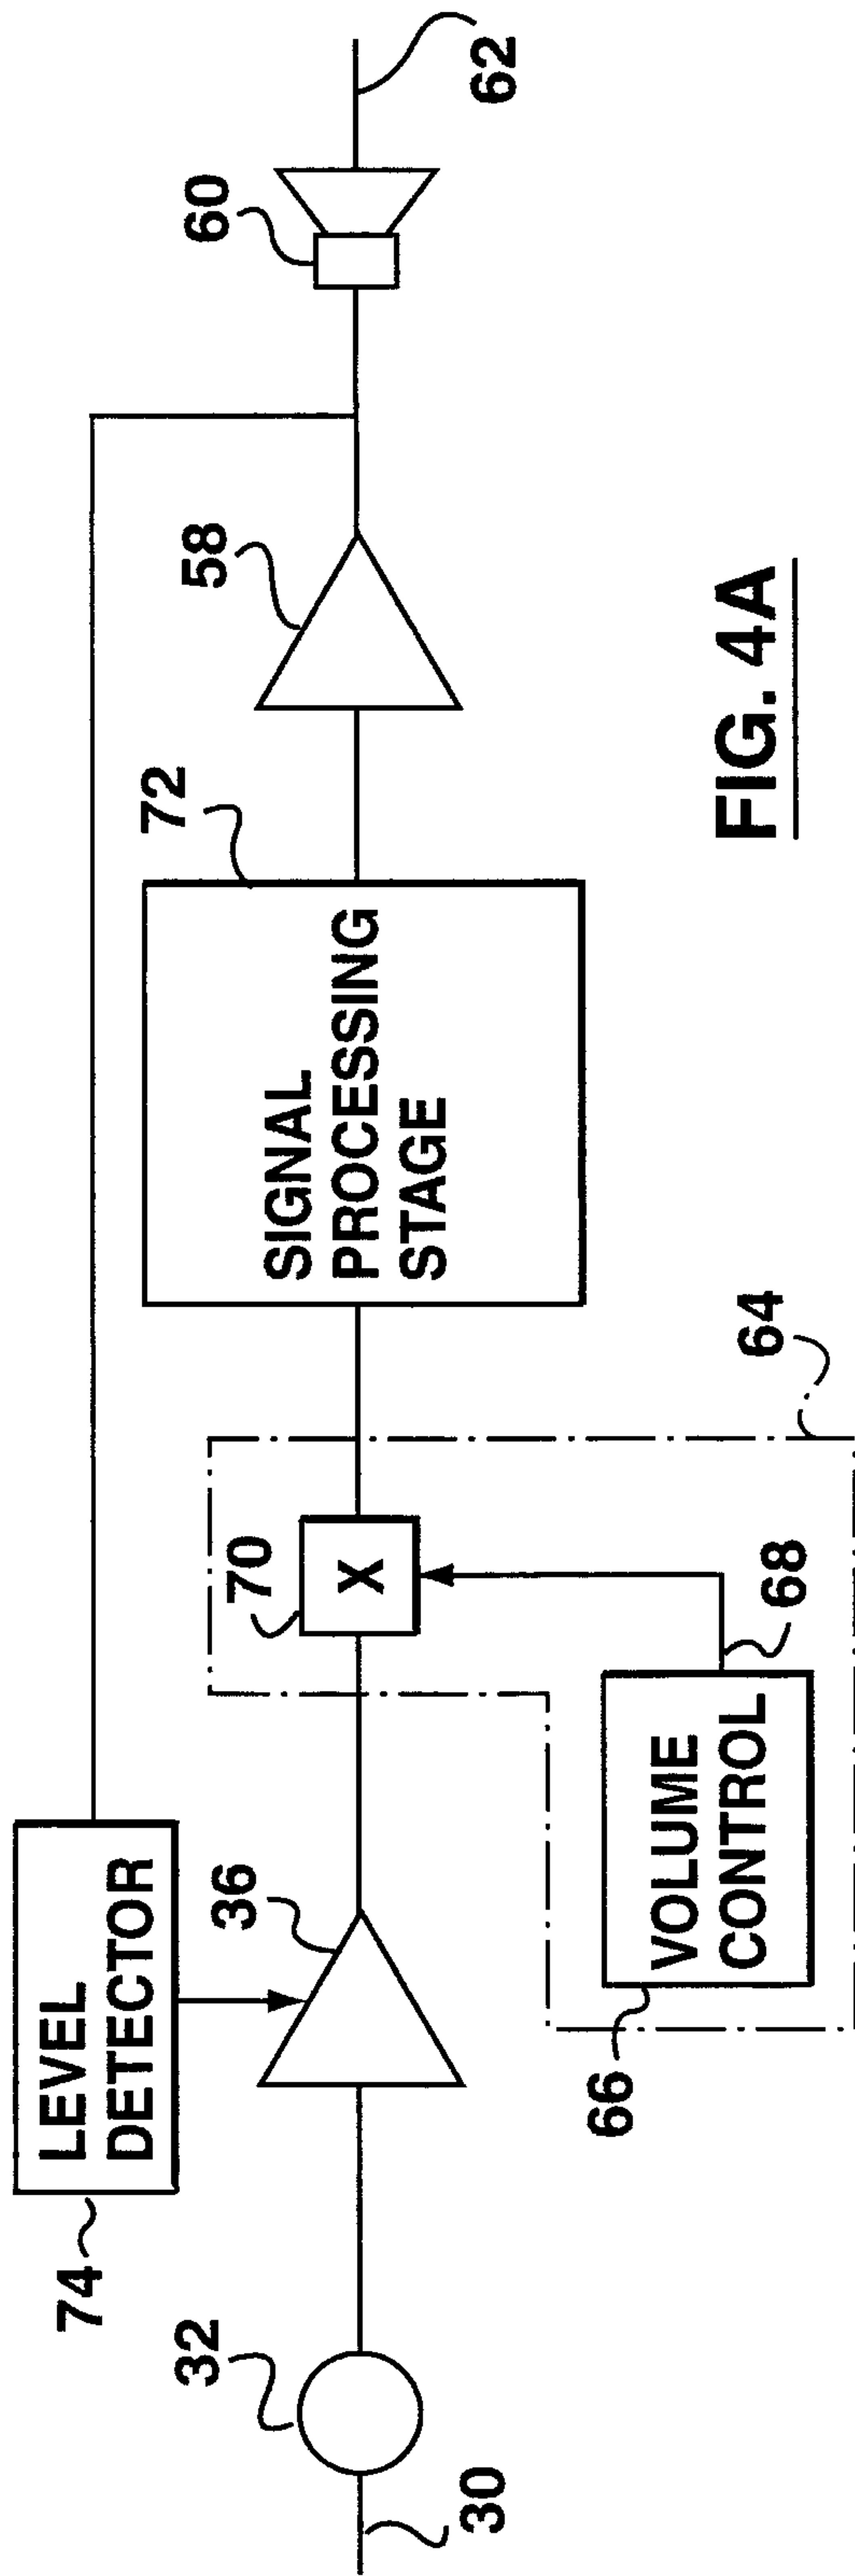 74
LEVEL
DETECTOR
32
30
36
70
X
66
VOLUME
CONTROL
68
64
72
SIGNAL
PROCESSING
STAGE
58
60
62
FIG. 4A